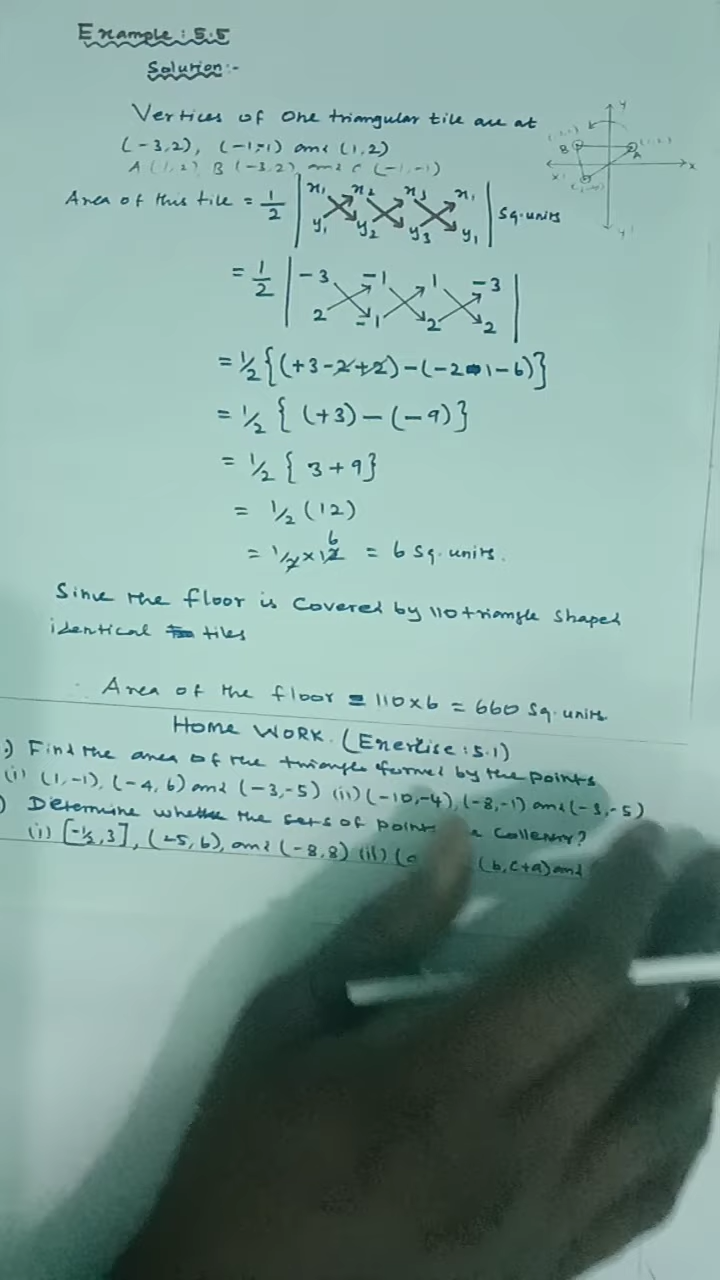 Example: 5.5
Solution:-
Vertices of one triangular tile are at
(-3,2), (-1,-1) and (1,2)
A (1,2) B (-3,2) and C (-1,-1)
Area of this tile = 1/2 | x1 x2 x3 x1 | Sq.units
y1 y2 y3 y1
= 1/2 | -3 -1 1 -3 |
2 -1 2 2
= 1/2 {(+3-2+2)-(-2-1-6)}
= 1/2 { (+3) - (-9) }
= 1/2 { 3+9 }
= 1/2 (12)
= 1/2 × 12 6 = 6 Sq.units.
Since the floor is covered by 110 triangle shaped
identical tiles
∴ Area of the floor = 110×6 = 660 Sq.units
Home Work. (Exercise: 5.1)
) Find the area of the triangle formed by the points
(i) (1,-1), (-4,6) and (-3,-5) (ii) (-10,-4), (-8,-1) and (-3,-5)
) Determine whether the sets of point Colleniry?
(i) [-1/2,3], (-5,6), and (-8,8) (ii) ( (b,c+a) and
y
B
A
x' x
y'